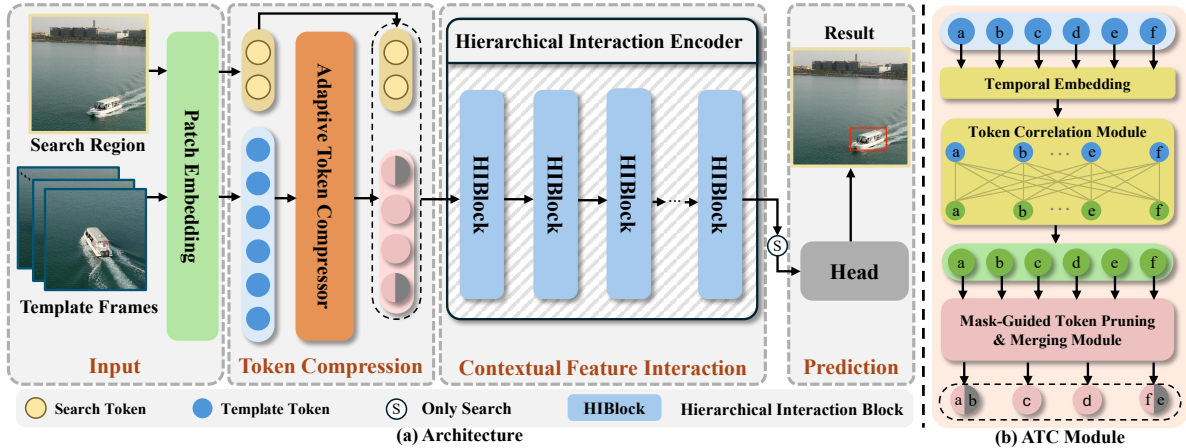 Search Region
Template Frames
Patch Embedding
Input
Adaptive Token Compressor
Token Compression
Hierarchical Interaction Encoder
HIBlock
HIBlock
HIBlock
...
HIBlock
Contextual Feature Interaction
S
Result
Head
Prediction
Search Token
Template Token
S
Only Search
HIBlock
Hierarchical Interaction Block
(a) Architecture
a b c d e f
Temporal Embedding
Token Correlation Module
a b ... e f
a b ... e f
a b c d e f
Mask-Guided Token Pruning
& Merging Module
a b c d f e
(b) ATC Module